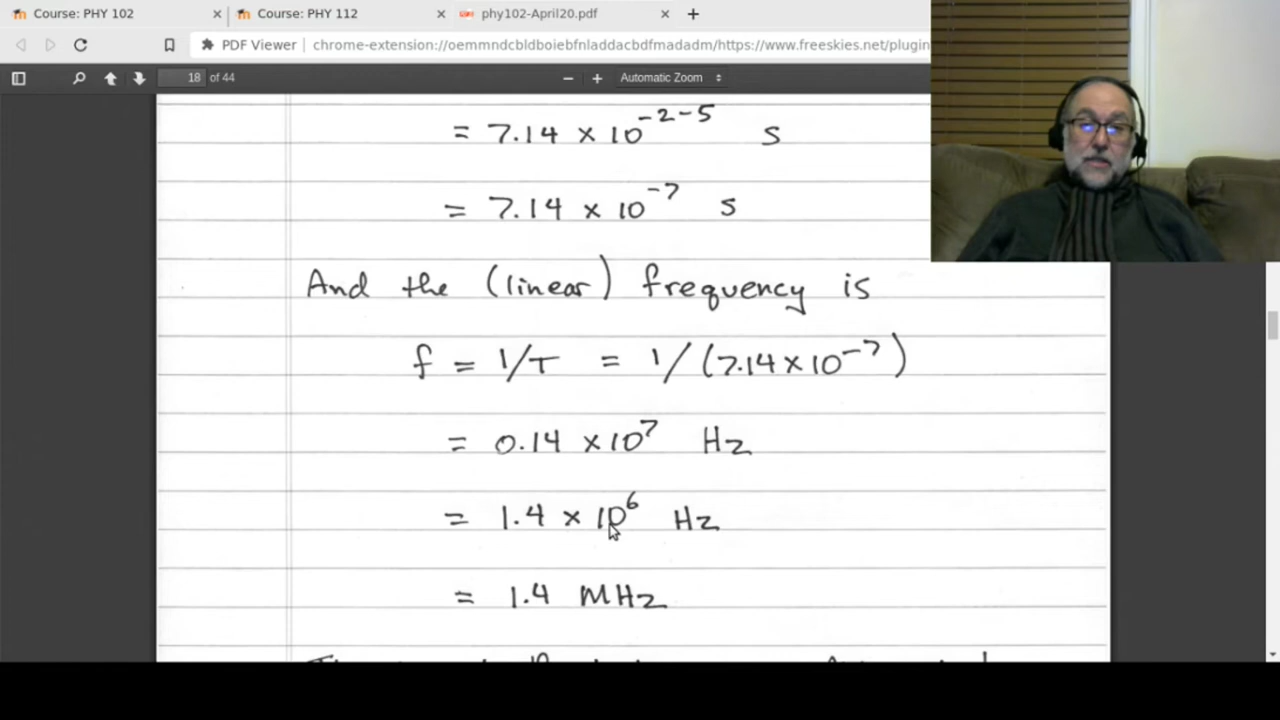 Course: PHY 102
Course: PHY 112
phy102-April20.pdf
PDF Viewer
chrome-extension://oemmndcbldboiebfnladdacbdfmadadm/https://www.freeskies.net/plugin
18 of 44
Automatic Zoom
= 7.14 × 10^-2-5 s
= 7.14 × 10^-7 s
And the (linear) frequency is
f = 1/T = 1/(7.14×10^-7)
= 0.14 ×10^7 Hz
= 1.4 × 10^6 Hz
= 1.4 MHz